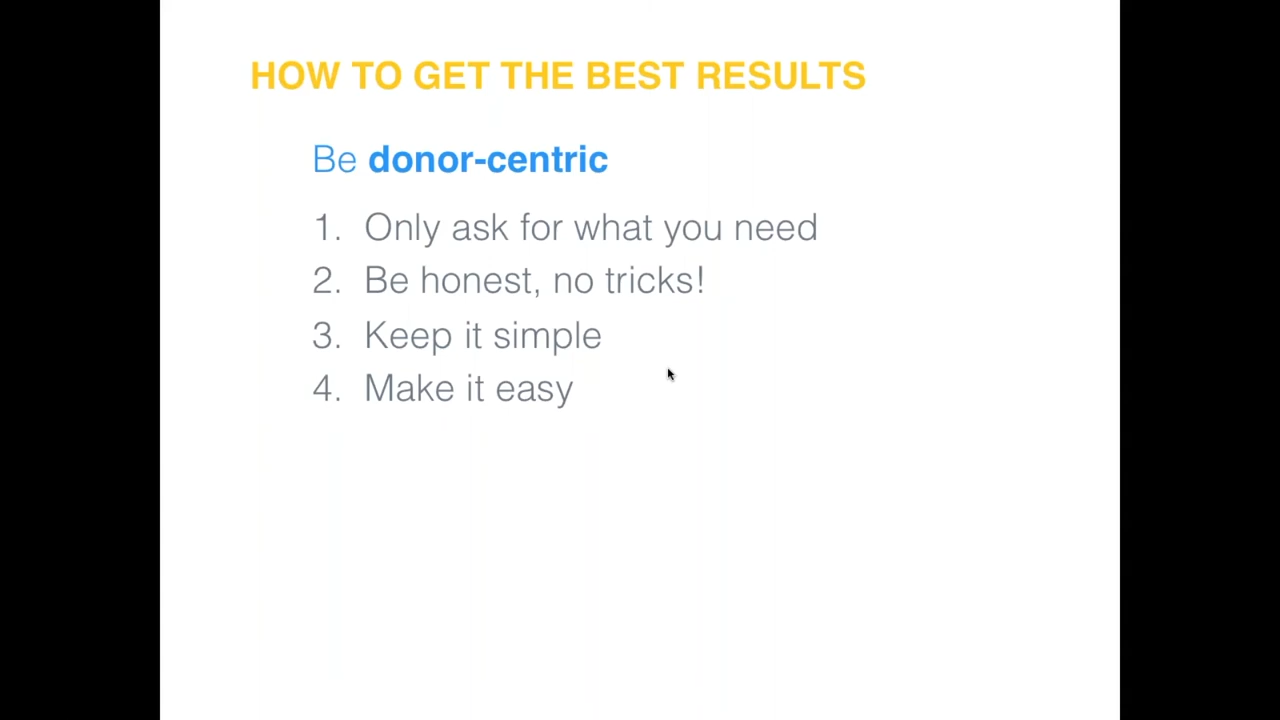 HOW TO GET THE BEST RESULTS
Be donor-centric
1. Only ask for what you need
2. Be honest, no tricks!
3. Keep it simple
4. Make it easy